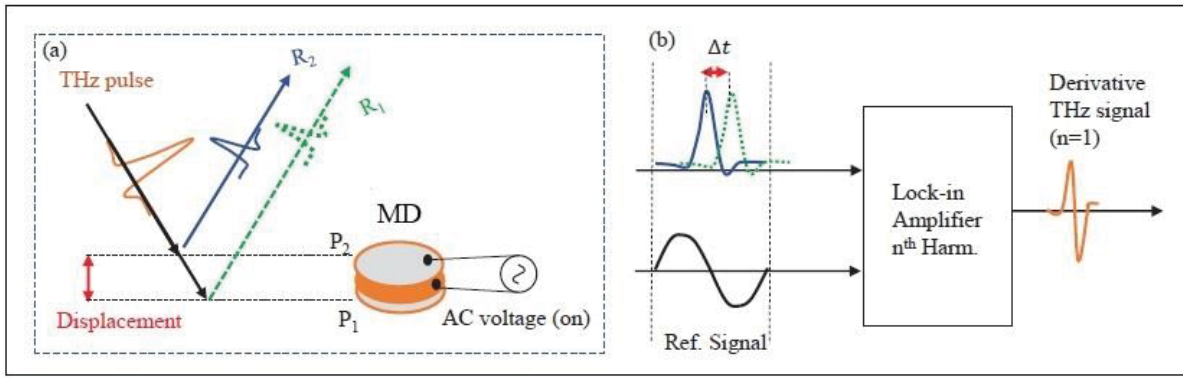 (a)
THz pulse
R₂
R₁
MD
P₂
P₁
Displacement
AC voltage (on)
(b)
Δt
Ref. Signal
Lock-in
Amplifier
nᵗʰ Harm.
Derivative
THz signal
(n=1)